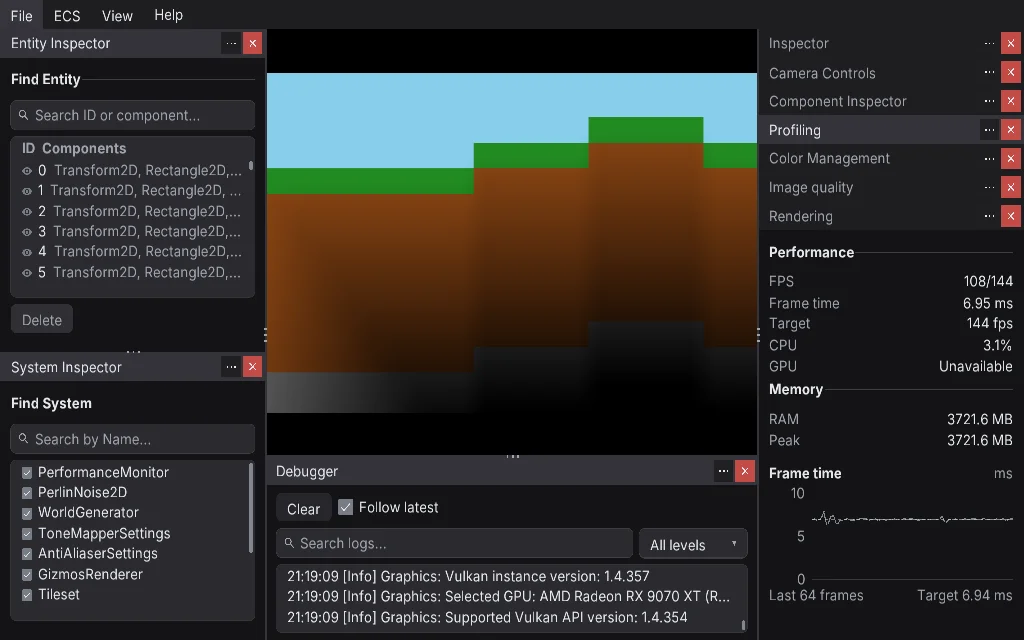 File ECS View Help
Entity Inspector
Find Entity
Search ID or component...
ID Components
0 Transform2D, Rectangle2D,...
1 Transform2D, Rectangle2D, ...
2 Transform2D, Rectangle2D,...
3 Transform2D, Rectangle2D,...
4 Transform2D, Rectangle2D,...
5 Transform2D, Rectangle2D,...
Delete
System Inspector
Find System
Search by Name...
PerformanceMonitor
PerlinNoise2D
WorldGenerator
ToneMapperSettings
AntiAliaserSettings
GizmosRenderer
Tileset
Debugger
Clear Follow latest
Search logs... All levels
21:19:09 [Info] Graphics: Vulkan instance version: 1.4.357
21:19:09 [Info] Graphics: Selected GPU: AMD Radeon RX 9070 XT (R...
21:19:09 [Info] Graphics: Supported Vulkan API version: 1.4.354
Inspector
Camera Controls
Component Inspector
Profiling
Color Management
Image quality
Rendering
Performance
FPS 108/144
Frame time 6.95 ms
Target 144 fps
CPU 3.1%
GPU Unavailable
Memory
RAM 3721.6 MB
Peak 3721.6 MB
Frame time ms
10
5
0
Last 64 frames Target 6.94 ms